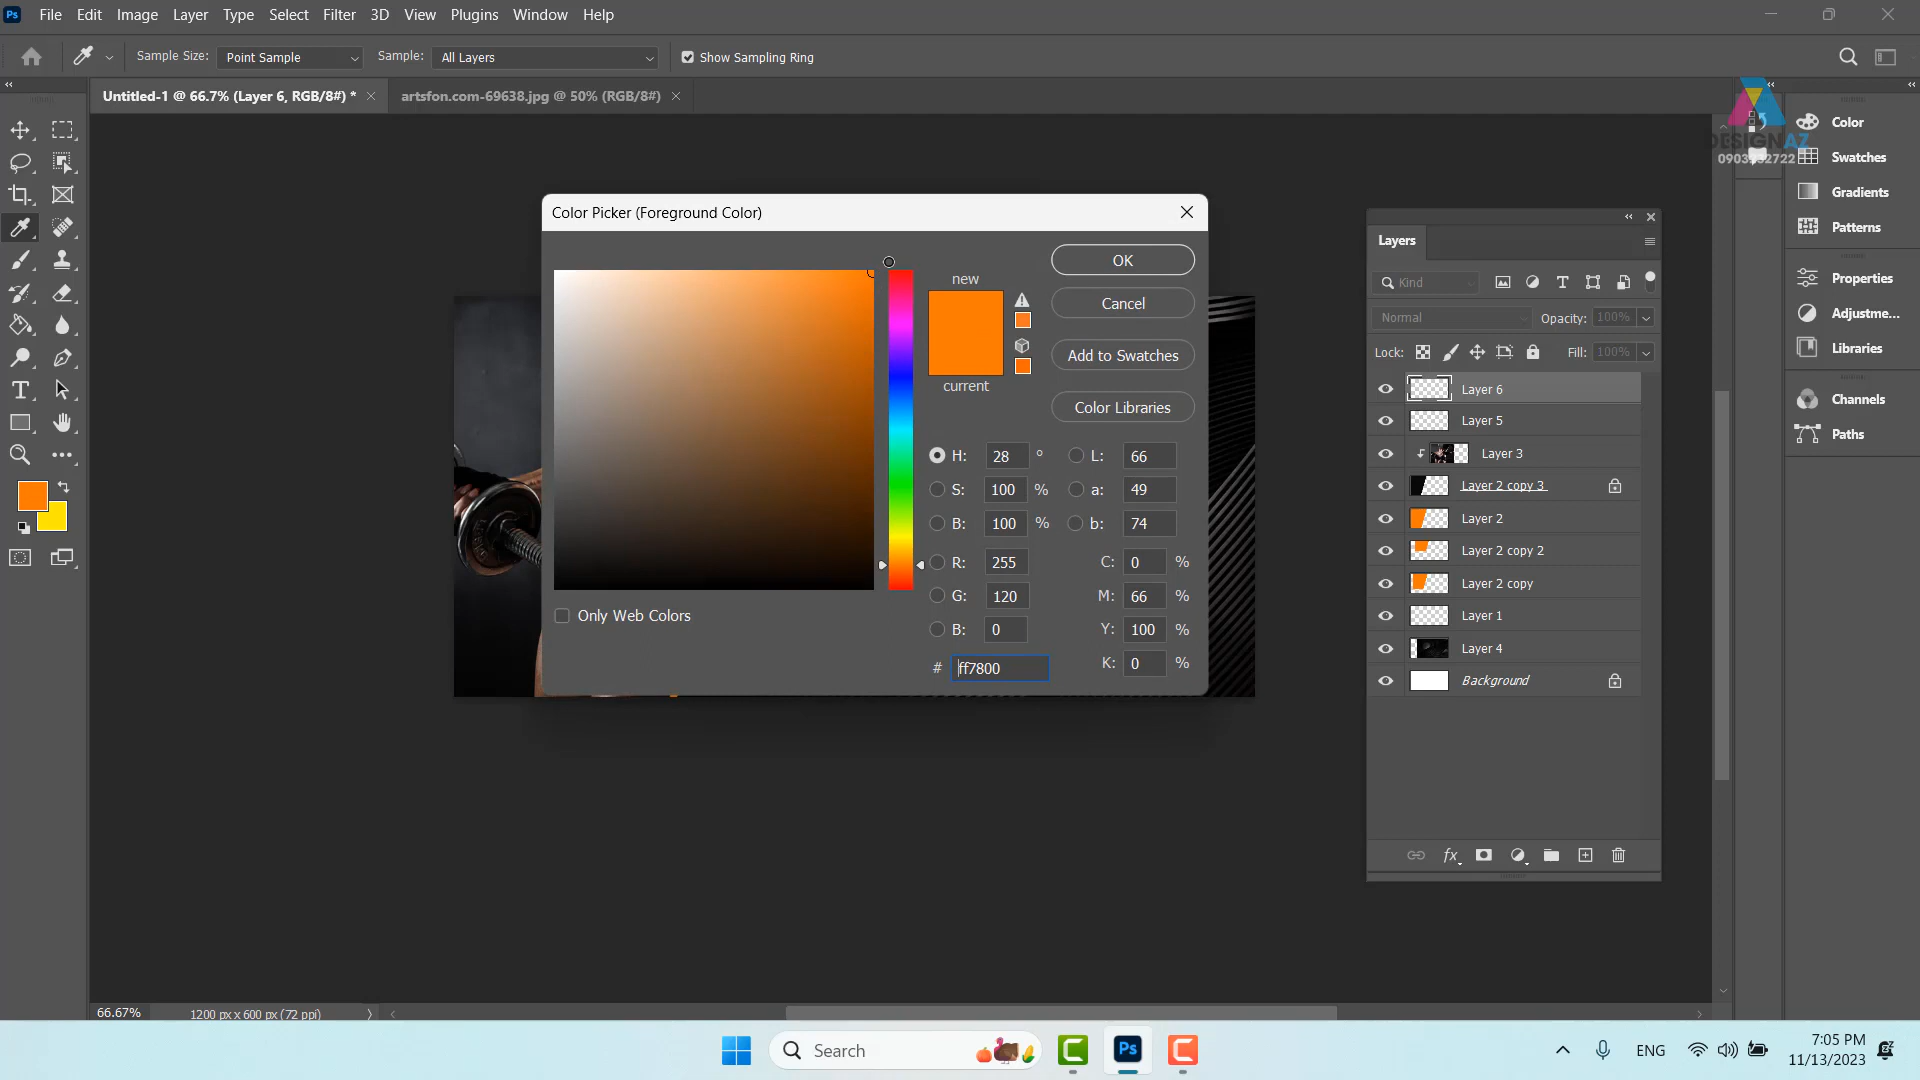 Ps File Edit Image Layer Type Select Filter 3D View Plugins Window Help
Sample Size: Point Sample Sample: All Layers Show Sampling Ring
Untitled-1 @ 66.7% (Layer 6, RGB/8#) * artsfon.com-69638.jpg @ 50% (RGB/8#)
DESIGNAZ
Color
Swatches
Gradients
Patterns
Properties
Adjustme...
Libraries
Channels
Paths
Color Picker (Foreground Color)
new
current
OK
Cancel
Add to Swatches
Color Libraries
H: 28 ° L: 66
S: 100 % a: 49
B: 100 % b: 74
R: 255 C: 0 %
G: 120 M: 66 %
B: 0 Y: 100 %
# ff7800 K: 0 %
Only Web Colors
Layers
Kind
Normal Opacity: 100%
Lock: Fill: 100%
Layer 6
Layer 5
Layer 3
Layer 2 copy 3
Layer 2
Layer 2 copy 2
Layer 2 copy
Layer 1
Layer 4
Background
fx
66.67% 1200 px x 600 px (72 ppi)
Search Ps ENG 7:05 PM
11/13/2023